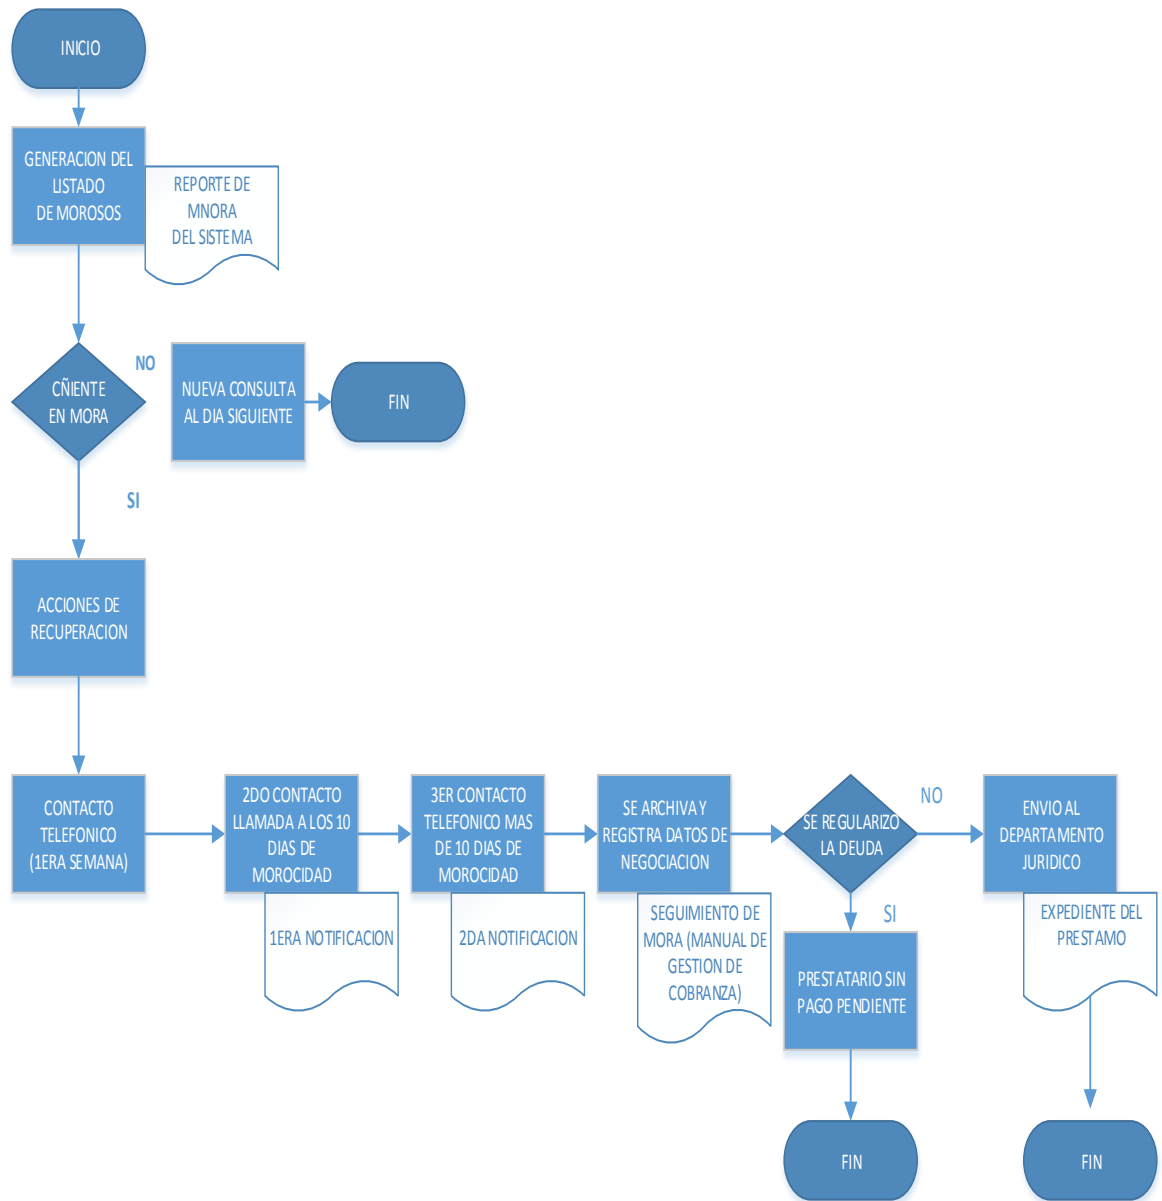 INICIO
GENERACION DEL
LISTADO
DE MOROSOS
REPORTE DE
MNORA
DEL SISTEMA
CÑIENTE
EN MORA
NO
NUEVA CONSULTA
AL DIA SIGUIENTE
FIN
SI
ACCIONES DE
RECUPERACION
CONTACTO
TELEFONICO
(1ERA SEMANA)
2DO CONTACTO
LLAMADA A LOS 10
DIAS DE
MOROCIDAD
1ERA NOTIFICACION
3ER CONTACTO
TELEFONICO MAS
DE 10 DIAS DE
MOROCIDAD
2DA NOTIFICACION
SE ARCHIVA Y
REGISTRA DATOS DE
NEGOCIACION
SEGUIMIENTO DE
MORA (MANUAL DE
GESTION DE
COBRANZA)
SE REGULARIZO
LA DEUDA
NO
ENVIO AL
DEPARTAMENTO
JURIDICO
EXPEDIENTE DEL
PRESTAMO
SI
PRESTATARIO SIN
PAGO PENDIENTE
FIN
FIN